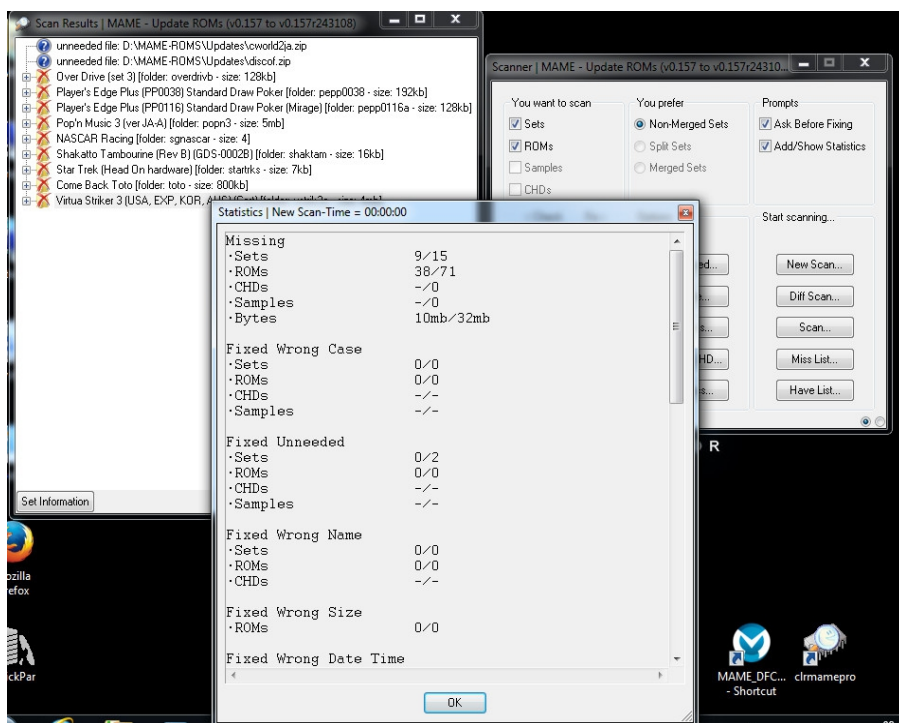 Scan Results | MAME - Update ROMs (v0.157 to v0.157r243108)
unneeded file: D:\MAME-ROMS\Updates\cworld2ja.zip
unneeded file: D:\MAME-ROMS\Updates\discof.zip
Over Drive (set 3) [folder: overdrivb - size: 128kb]
Player's Edge Plus (PP0038) Standard Draw Poker [folder: pepp0038 - size: 192kb]
Player's Edge Plus (PP0116) Standard Draw Poker (Mirage) [folder: pepp0116a - size: 128kb]
Pop'n Music 3 (ver JA-A) [folder: popn3 - size: 5mb]
NASCAR Racing [folder: sgnascar - size: 4]
Shakatto Tambourine (Rev B) (GDS-0002B) [folder: shaktam - size: 16kb]
Star Trek (Head On hardware) [folder: startrks - size: 7kb]
Come Back Toto [folder: toto - size: 800kb]
Virtua Striker 3 (USA, EXP, KOR,
Set Information
Scanner | MAME - Update ROMs (v0.157 to v0.157r24310...
You want to scan
Sets
ROMs
Samples
CHDs
You prefer
Non-Merged Sets
Split Sets
Merged Sets
Prompts
Ask Before Fixing
Add/Show Statistics
Start scanning...
New Scan...
Diff Scan...
Scan...
Miss List...
Have List...
ed...
s...
HD...
s...
Statistics | New Scan-Time = 00:00:00
Missing
·Sets 9/15
·ROMs 38/71
·CHDs -/0
·Samples -/0
·Bytes 10mb/32mb
Fixed Wrong Case
·Sets 0/0
·ROMs 0/0
·CHDs -/-
·Samples -/-
Fixed Unneeded
·Sets 0/2
·ROMs 0/0
·CHDs -/-
·Samples -/-
Fixed Wrong Name
·Sets 0/0
·ROMs 0/0
·CHDs -/-
Fixed Wrong Size
·ROMs 0/0
Fixed Wrong Date Time
OK
R
ozilla
refox
ckPar
MAME_DFC...
- Shortcut
clrmamepro